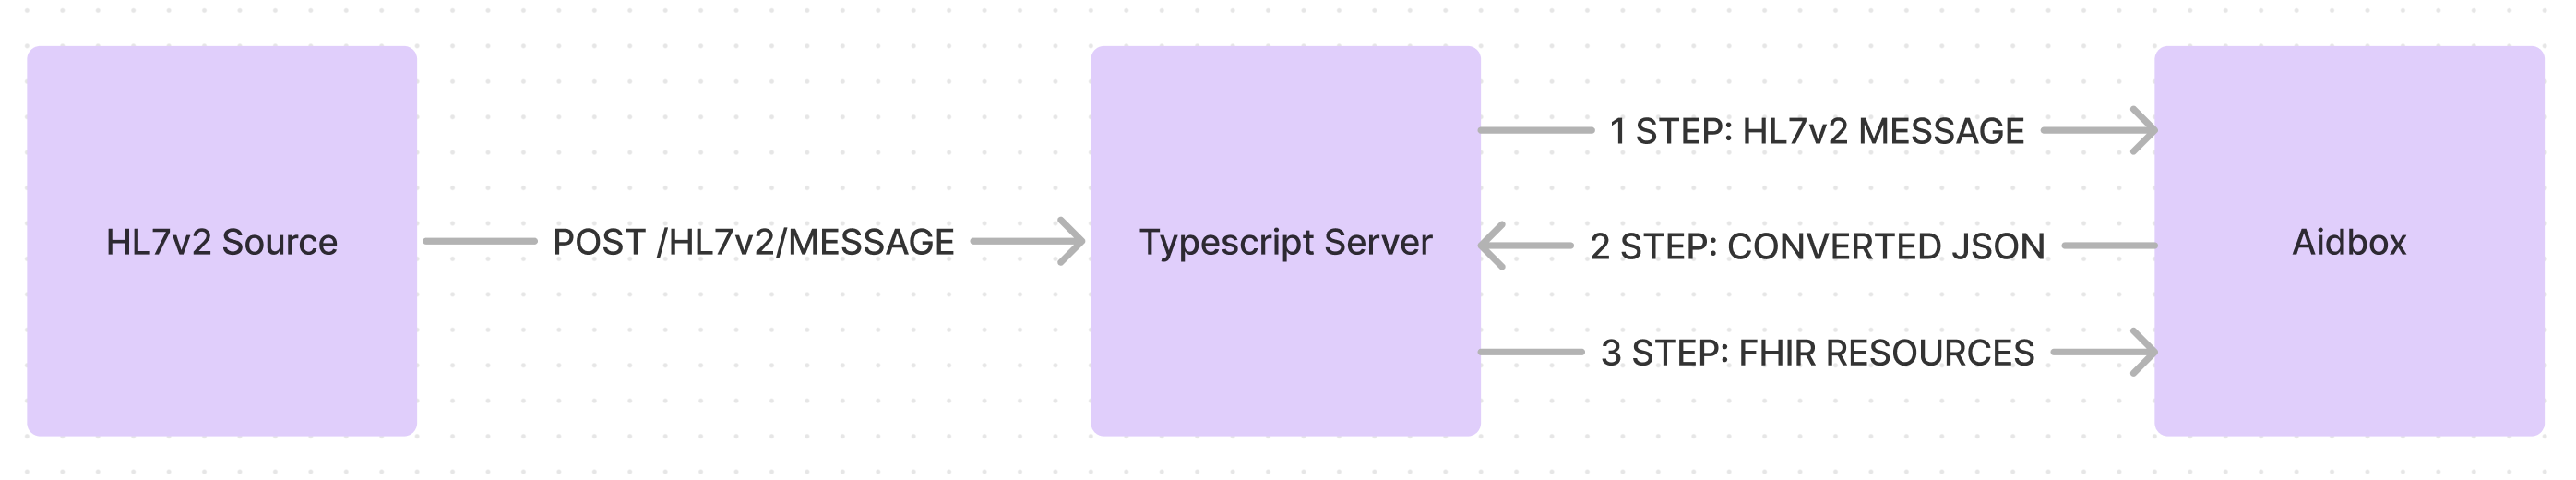 HL7v2 Source
POST /HL7v2/MESSAGE
Typescript Server
1 STEP: HL7v2 MESSAGE
2 STEP: CONVERTED JSON
3 STEP: FHIR RESOURCES
Aidbox